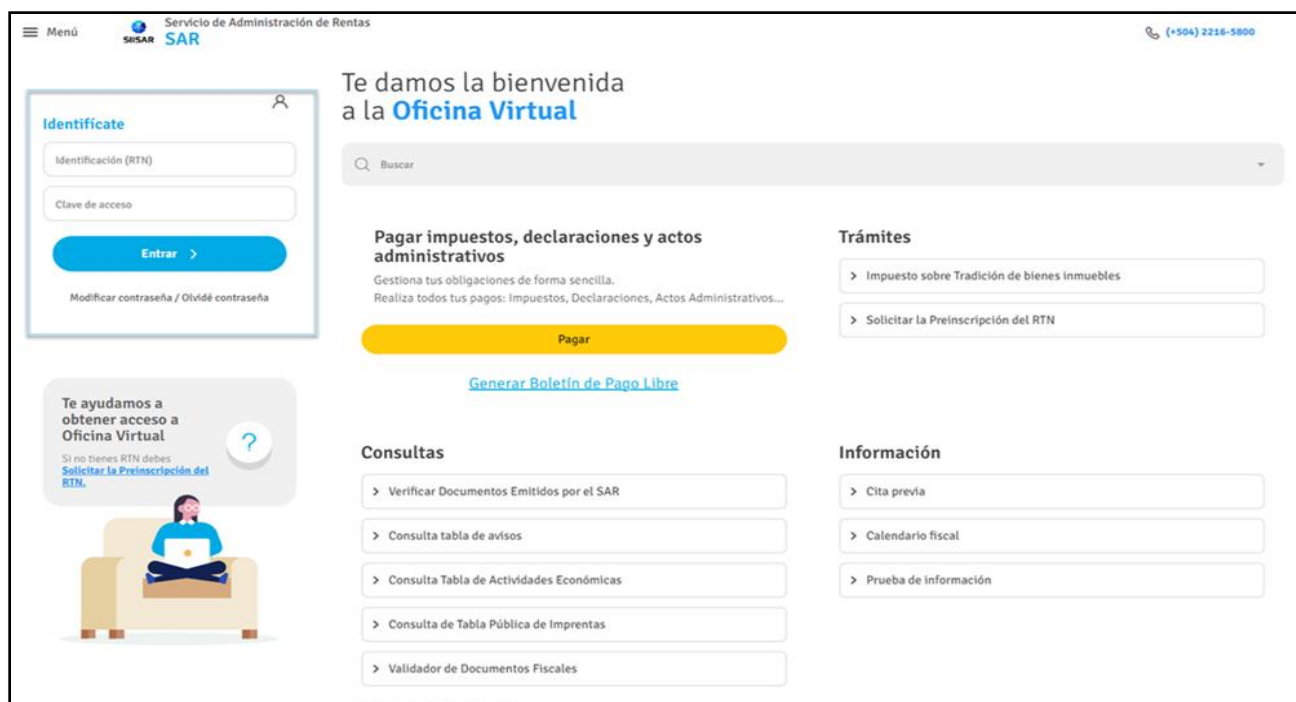 Menú
SIISAR
Servicio de Administración de Rentas
SAR
(+504) 2216-5800
Identifícate
Identificación (RTN)
Clave de acceso
Entrar >
Modificar contraseña / Olvidé contraseña
Te ayudamos a
obtener acceso a
Oficina Virtual
?
Si no tienes RTN debes
Solicitar la Preinscripción del
RTN.
Te damos la bienvenida
a la Oficina Virtual
Buscar
Pagar impuestos, declaraciones y actos
administrativos
Gestiona tus obligaciones de forma sencilla.
Realiza todos tus pagos: Impuestos, Declaraciones, Actos Administrativos...
Pagar
Generar Boletín de Pago Libre
Trámites
> Impuesto sobre Tradición de bienes inmuebles
> Solicitar la Preinscripción del RTN
Consultas
> Verificar Documentos Emitidos por el SAR
> Consulta tabla de avisos
> Consulta Tabla de Actividades Económicas
> Consulta de Tabla Pública de Imprentas
> Validador de Documentos Fiscales
Información
> Cita previa
> Calendario fiscal
> Prueba de información